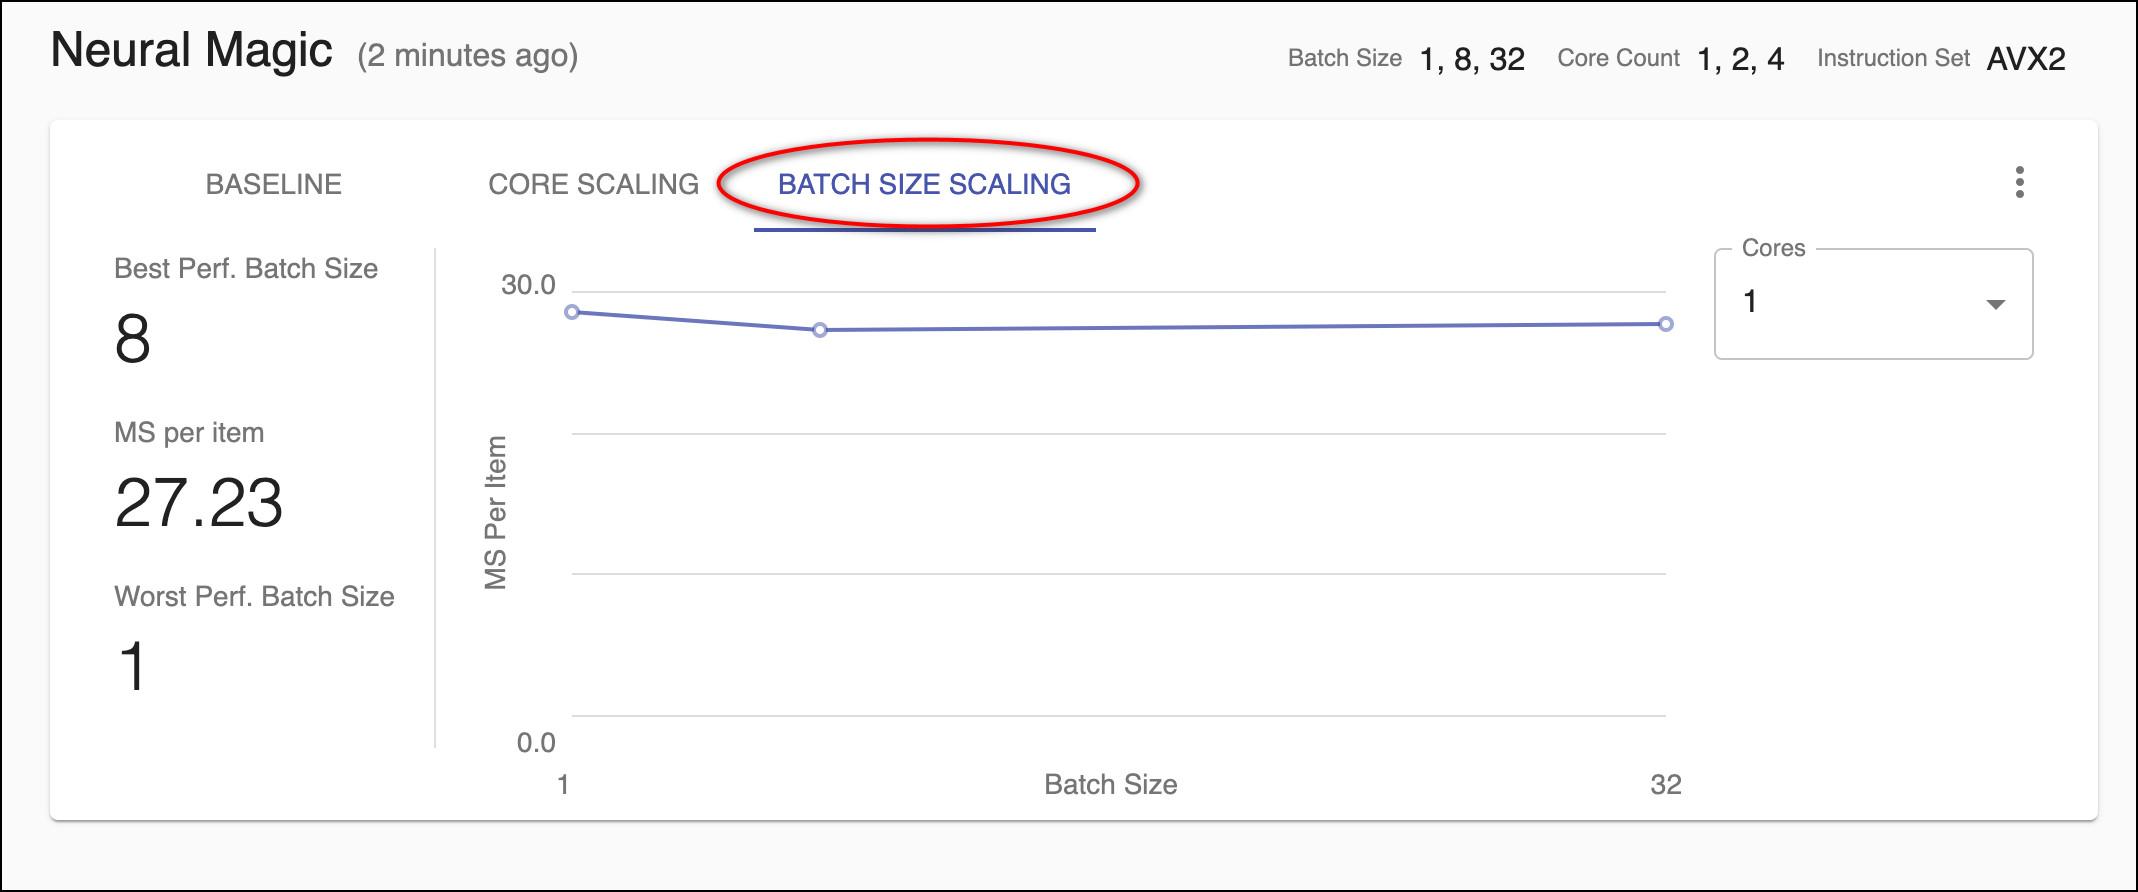 Neural Magic (2 minutes ago)
Batch Size 1, 8, 32 Core Count 1, 2, 4 Instruction Set AVX2
BASELINE CORE SCALING BATCH SIZE SCALING
Best Perf. Batch Size
8
MS per item
27.23
Worst Perf. Batch Size
1
30.0
MS Per Item
0.0
1 Batch Size 32
Cores
1